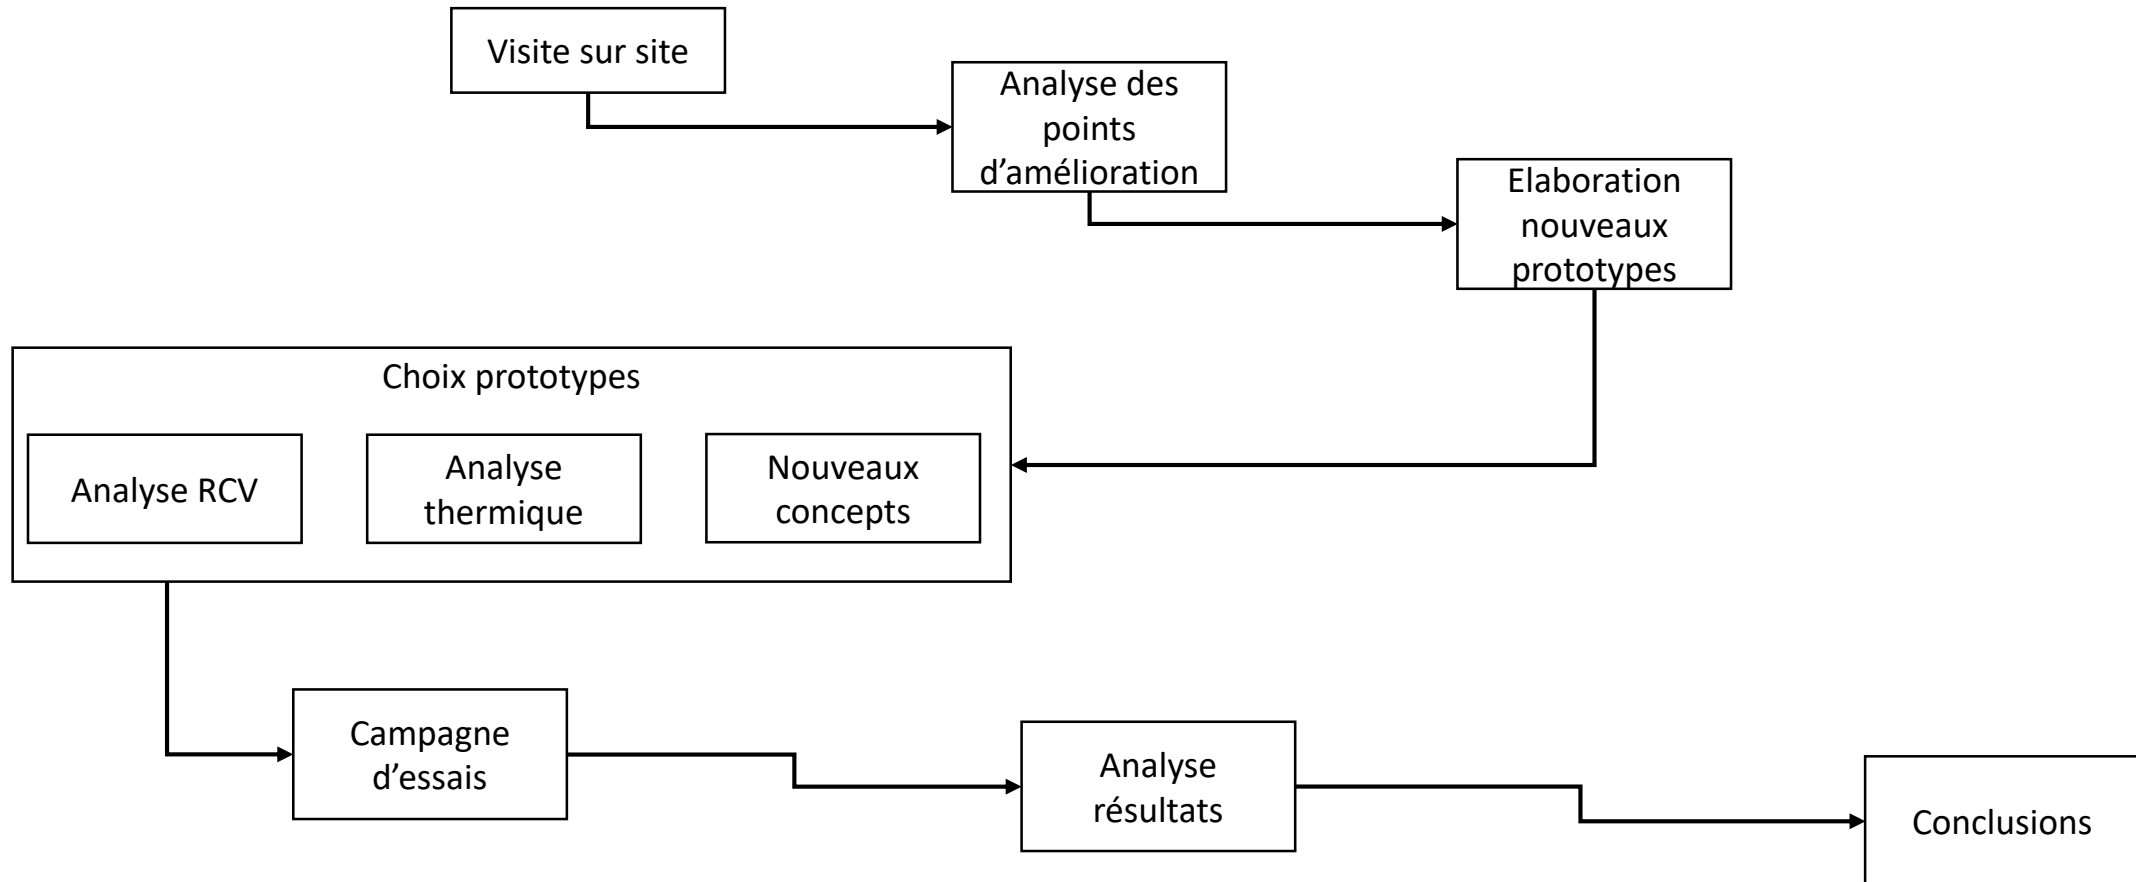 Visite sur site
Analyse des
points
d’amélioration
Elaboration
nouveaux
prototypes
Choix prototypes
Analyse RCV
Analyse
thermique
Nouveaux
concepts
Campagne
d’essais
Analyse
résultats
Conclusions